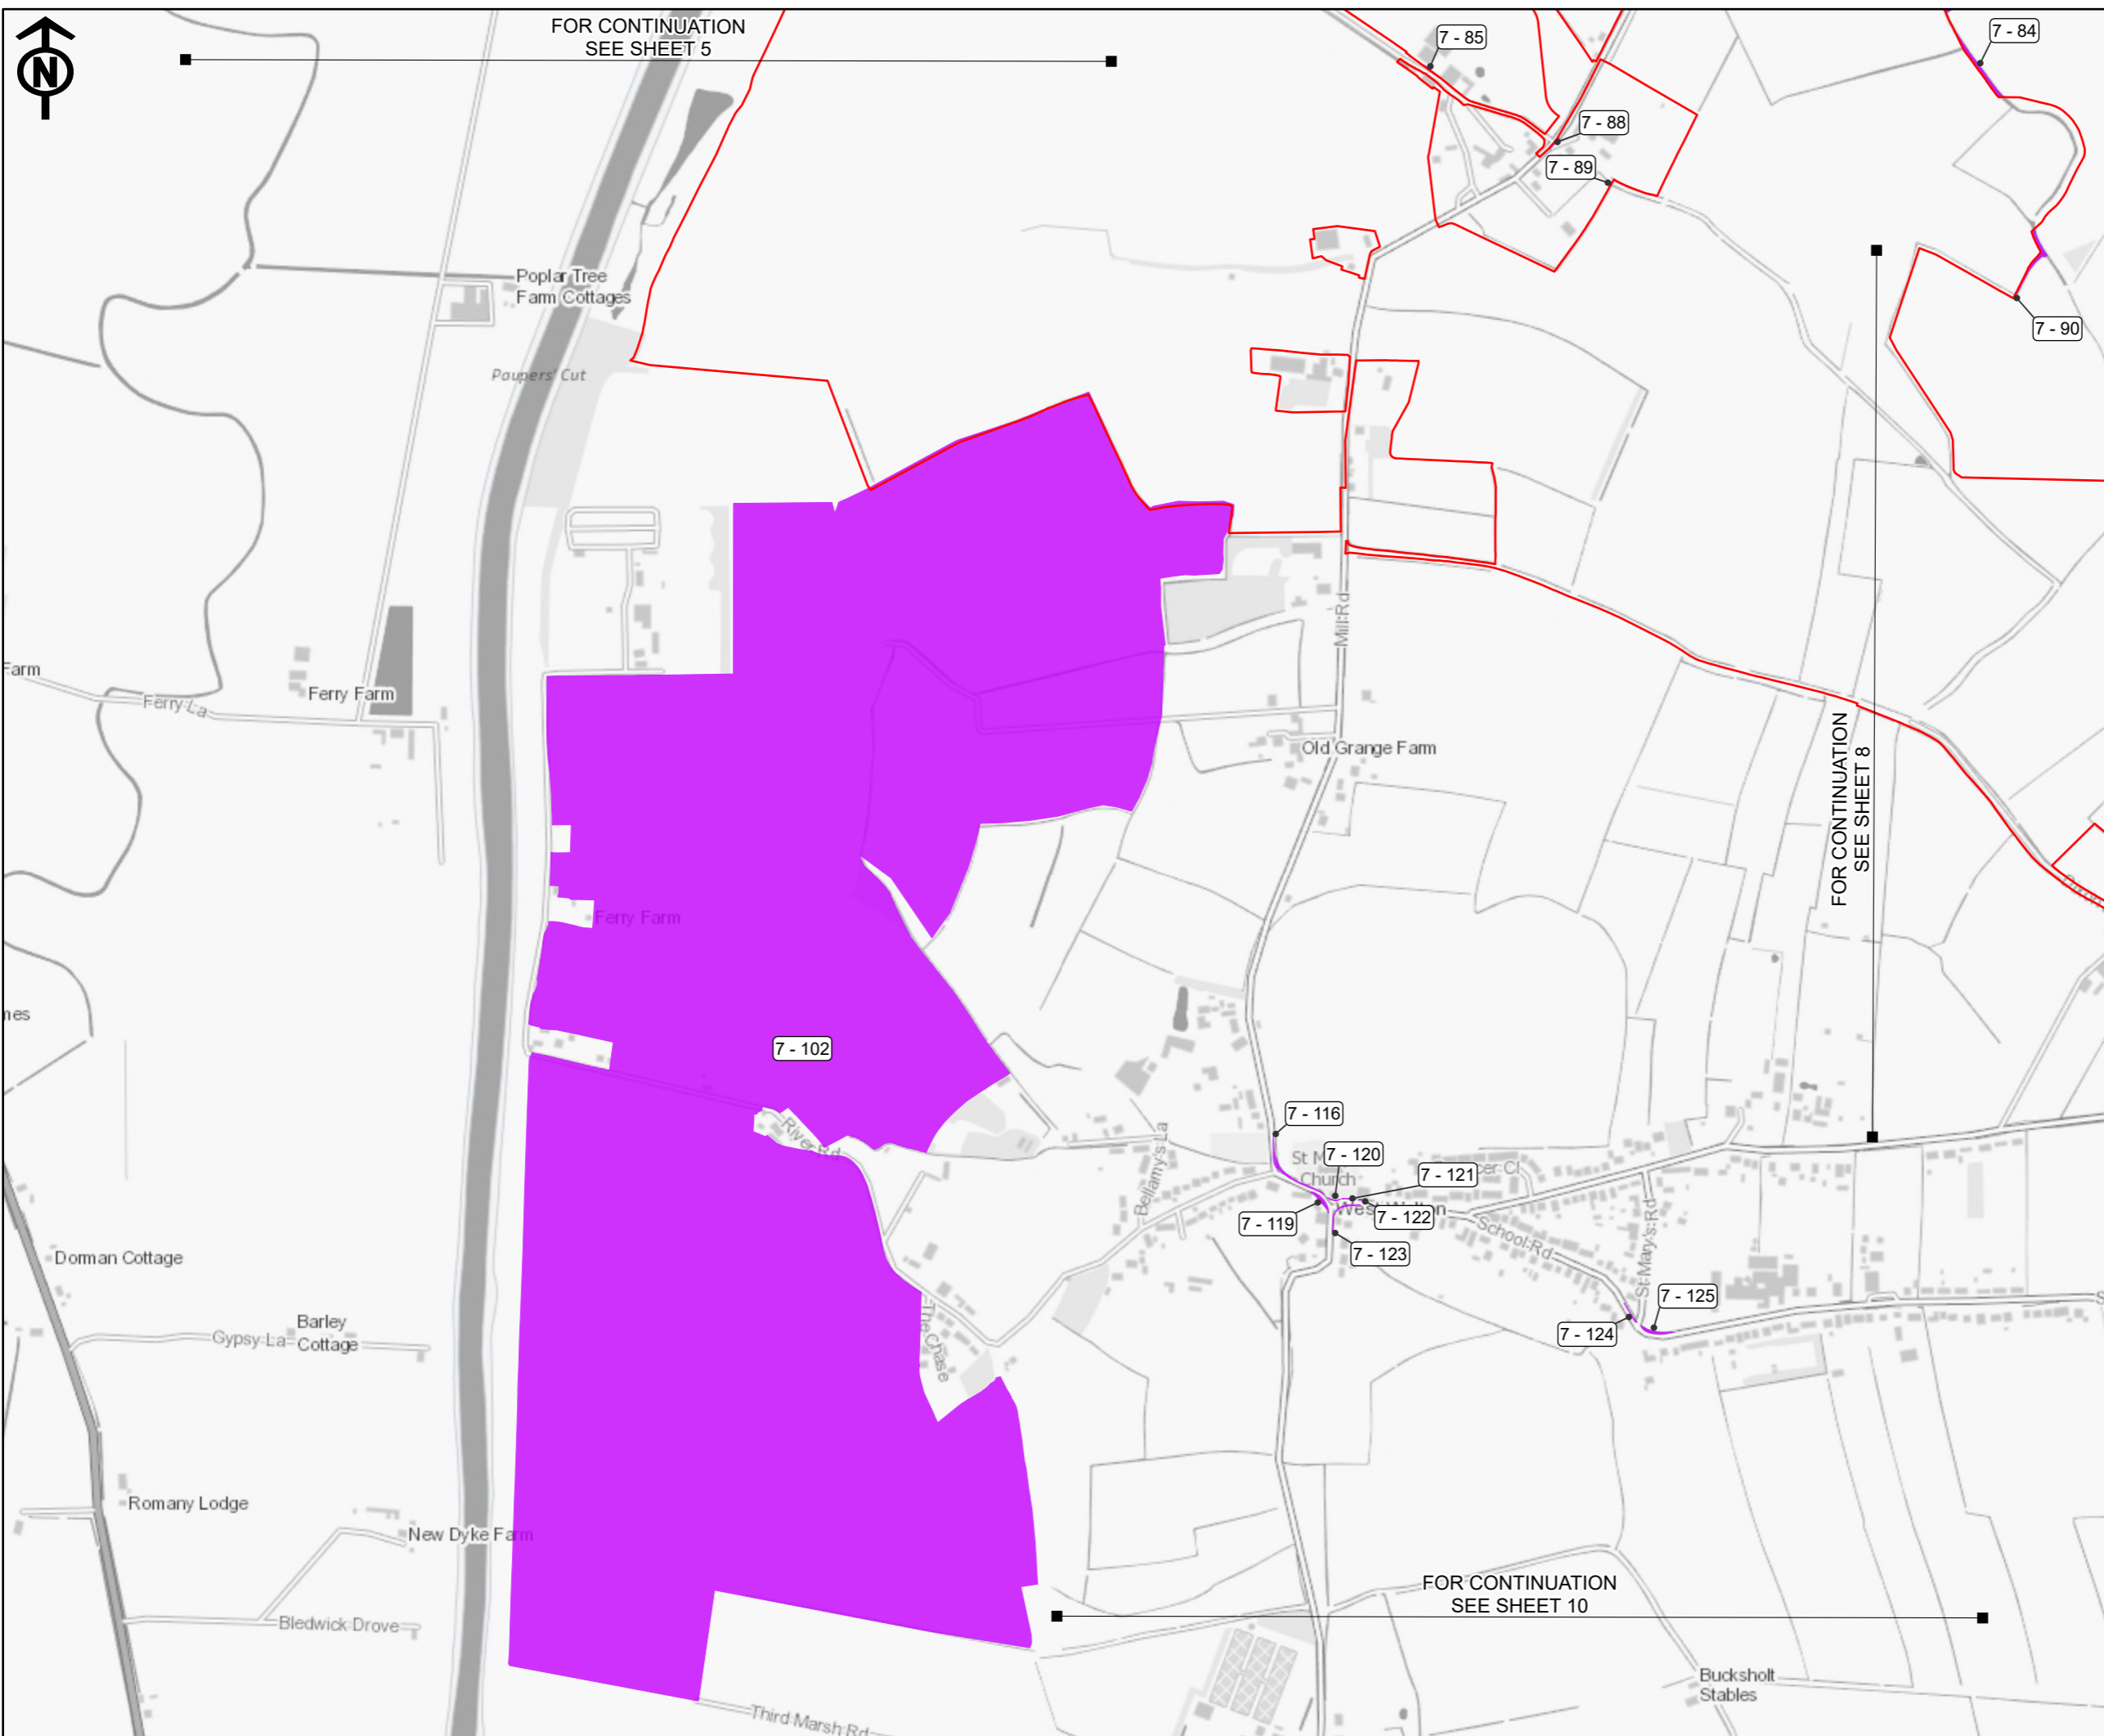 FOR CONTINUATION
SEE SHEET 5
N
7 - 85
7 - 84
7 - 88
7 - 89
7 - 90
Poplar Tree
Farm Cottages
Paupers' Cut
Mill Rd
Farm
Ferry La
Ferry Farm
Old Grange Farm
FOR CONTINUATION
SEE SHEET 8
Ferry Farm
7 - 102
River Rd
Bellamy's La
7 - 116
7 - 120
Church
7 - 121
7 - 119
West Walton
7 - 122
7 - 123
School Rd
St Mary's Rd
7 - 125
7 - 124
Dorman Cottage
Barley
Cottage
Gypsy La
The Chase
Romany Lodge
New Dyke Farm
Bledwick Drove
FOR CONTINUATION
SEE SHEET 10
Bucksholt
Stables
Third Marsh Rd